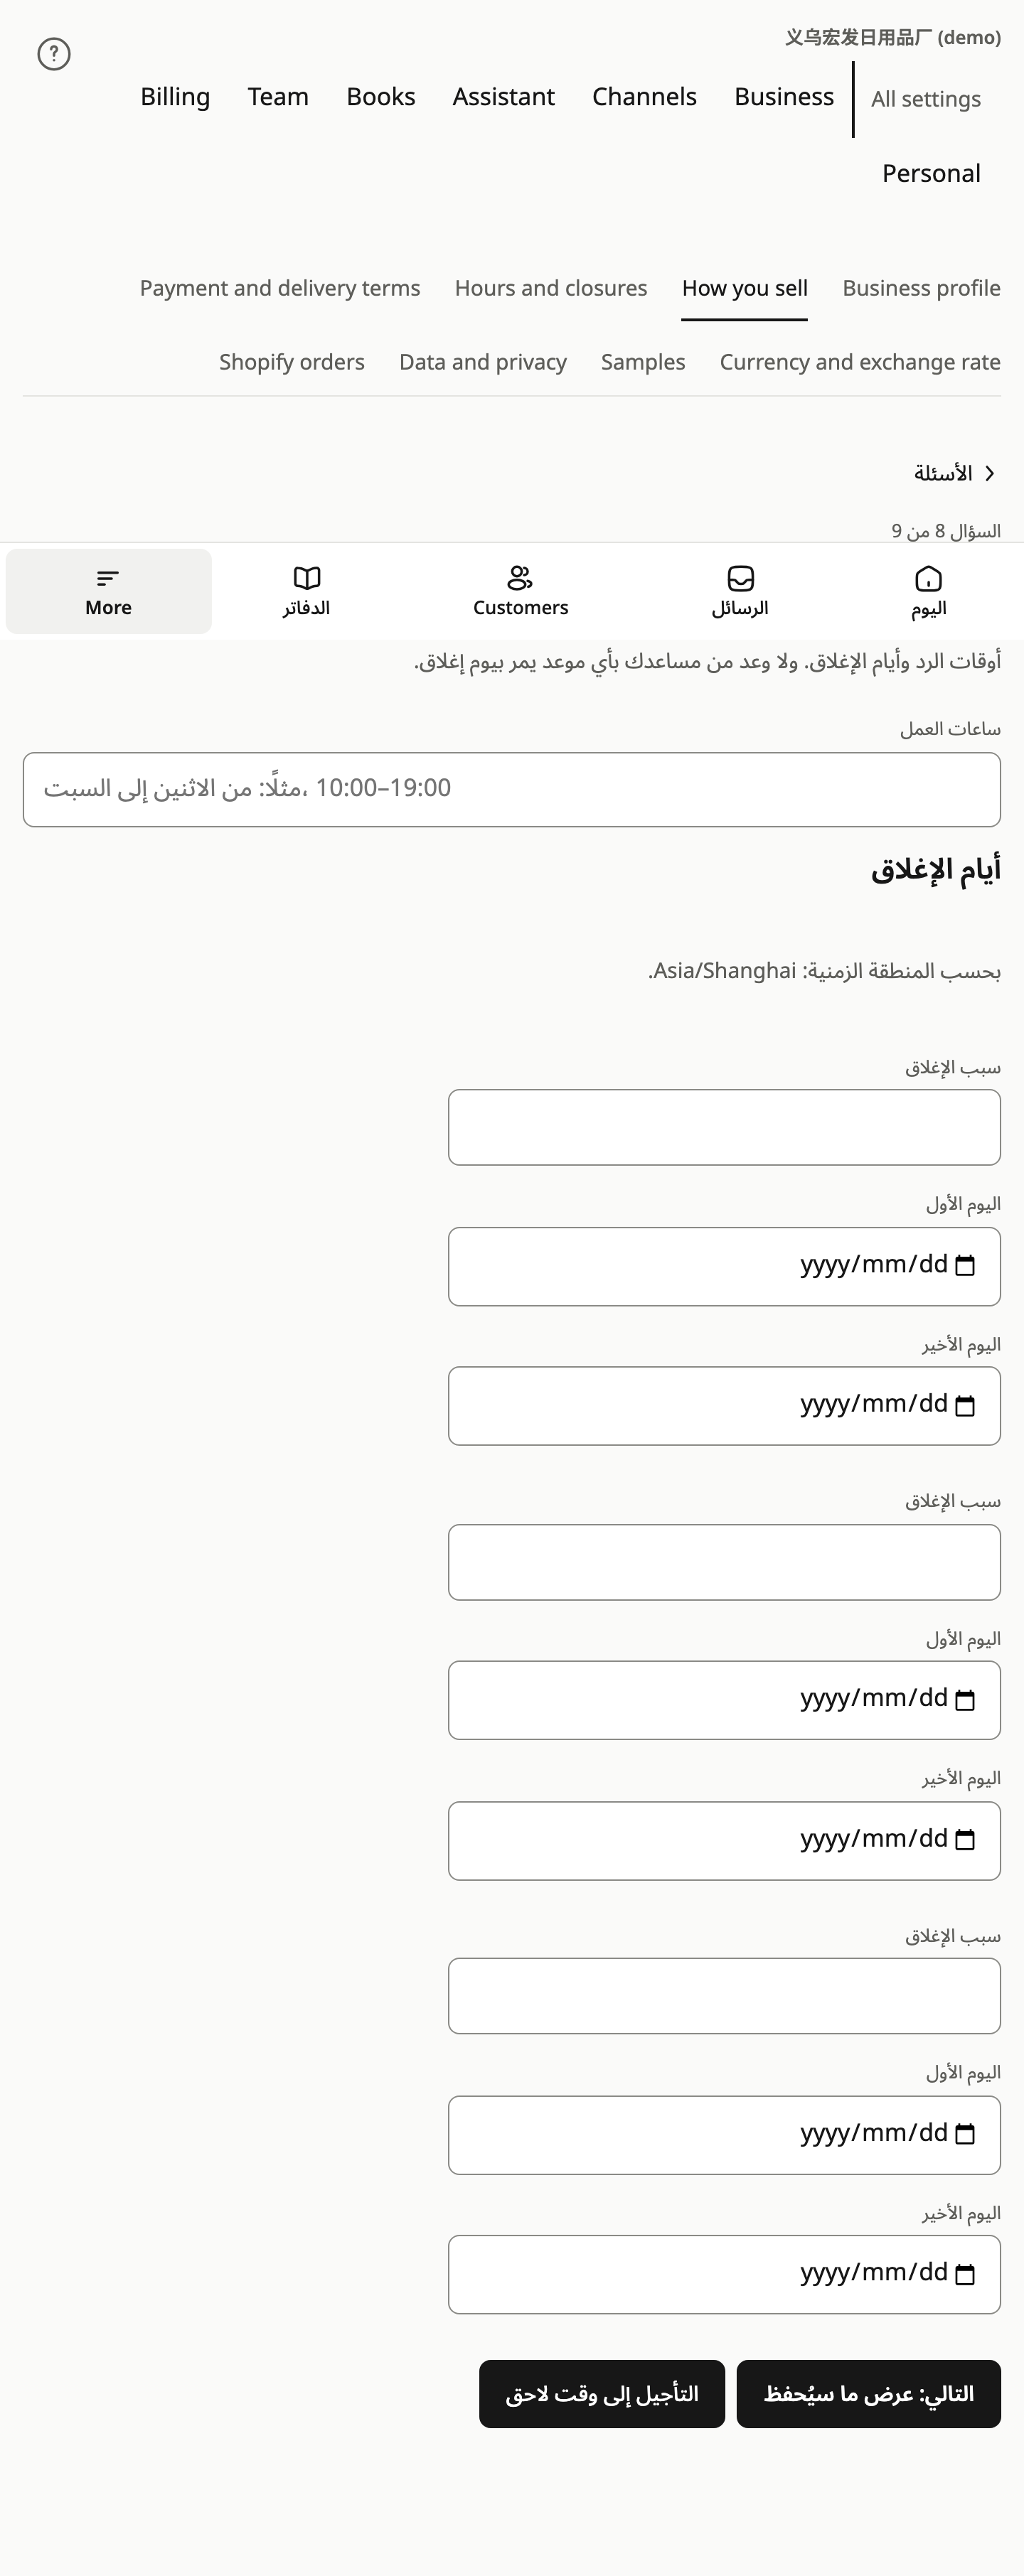 义乌宏发日用品厂 (demo)
All settings
Business
Channels
Assistant
Books
Team
Billing
Personal
Business profile
How you sell
Hours and closures
Payment and delivery terms
Currency and exchange rate
Samples
Data and privacy
Shopify orders
الأسئلة
السؤال 8 من 9
اليوم
الرسائل
Customers
الدفاتر
More
أوقات الرد وأيام الإغلاق. ولا وعد من مساعدك بأي موعد يمر بيوم إغلاق.
ساعات العمل
مثلًا: من الاثنين إلى السبت، 10:00–19:00
أيام الإغلاق
بحسب المنطقة الزمنية: Asia/Shanghai.
سبب الإغلاق
اليوم الأول
yyyy/mm/dd
اليوم الأخير
yyyy/mm/dd
سبب الإغلاق
اليوم الأول
yyyy/mm/dd
اليوم الأخير
yyyy/mm/dd
سبب الإغلاق
اليوم الأول
yyyy/mm/dd
اليوم الأخير
yyyy/mm/dd
التالي: عرض ما سيُحفظ
التأجيل إلى وقت لاحق